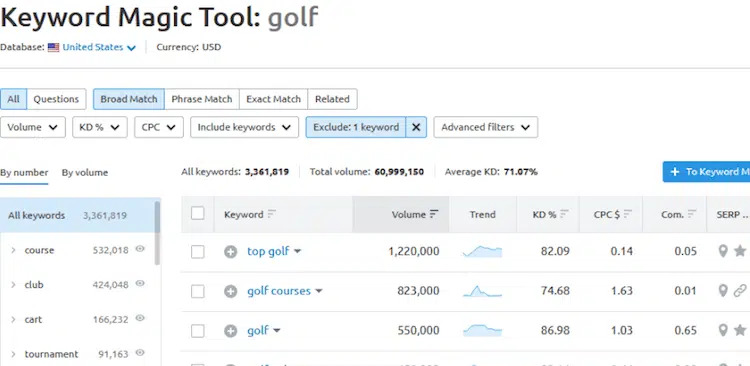 Keyword Magic Tool: golf
Database: United States Currency: USD
All Questions Broad Match Phrase Match Exact Match Related
Volume KD % CPC Include keywords Exclude: 1 keyword Advanced filters
By number By volume All keywords: 3,361,819 Total volume: 60,999,150 Average KD: 71.07% + To Keyword M
All keywords 3,361,819 Keyword Volume Trend KD % CPC $ Com. SERP ...
course 532,018 top golf 1,220,000 82.09 0.14 0.05
club 424,048 golf courses 823,000 74.68 1.63 0.01
cart 166,232 golf 550,000 86.98 1.03 0.65
tournament 91,163